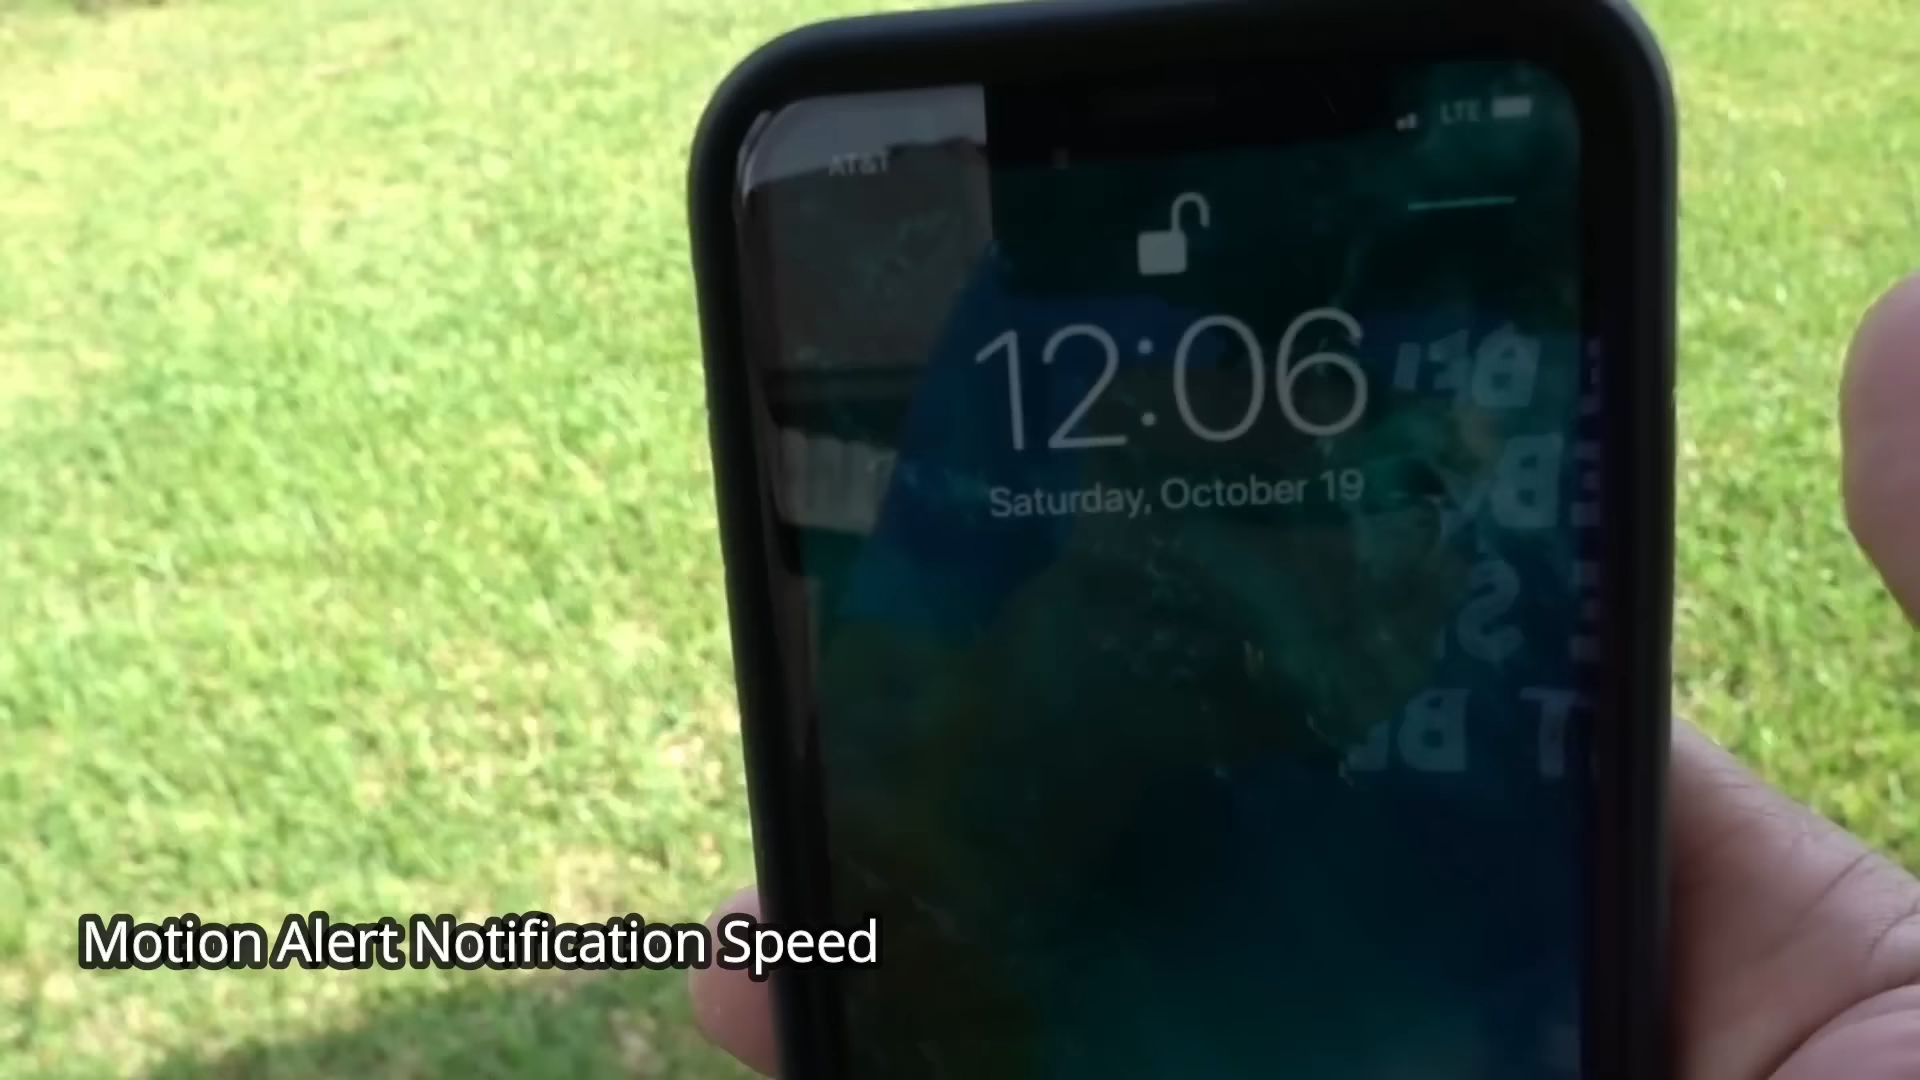 AT&T
LTE
12:06
Saturday, October 19
Motion Alert Notification Speed